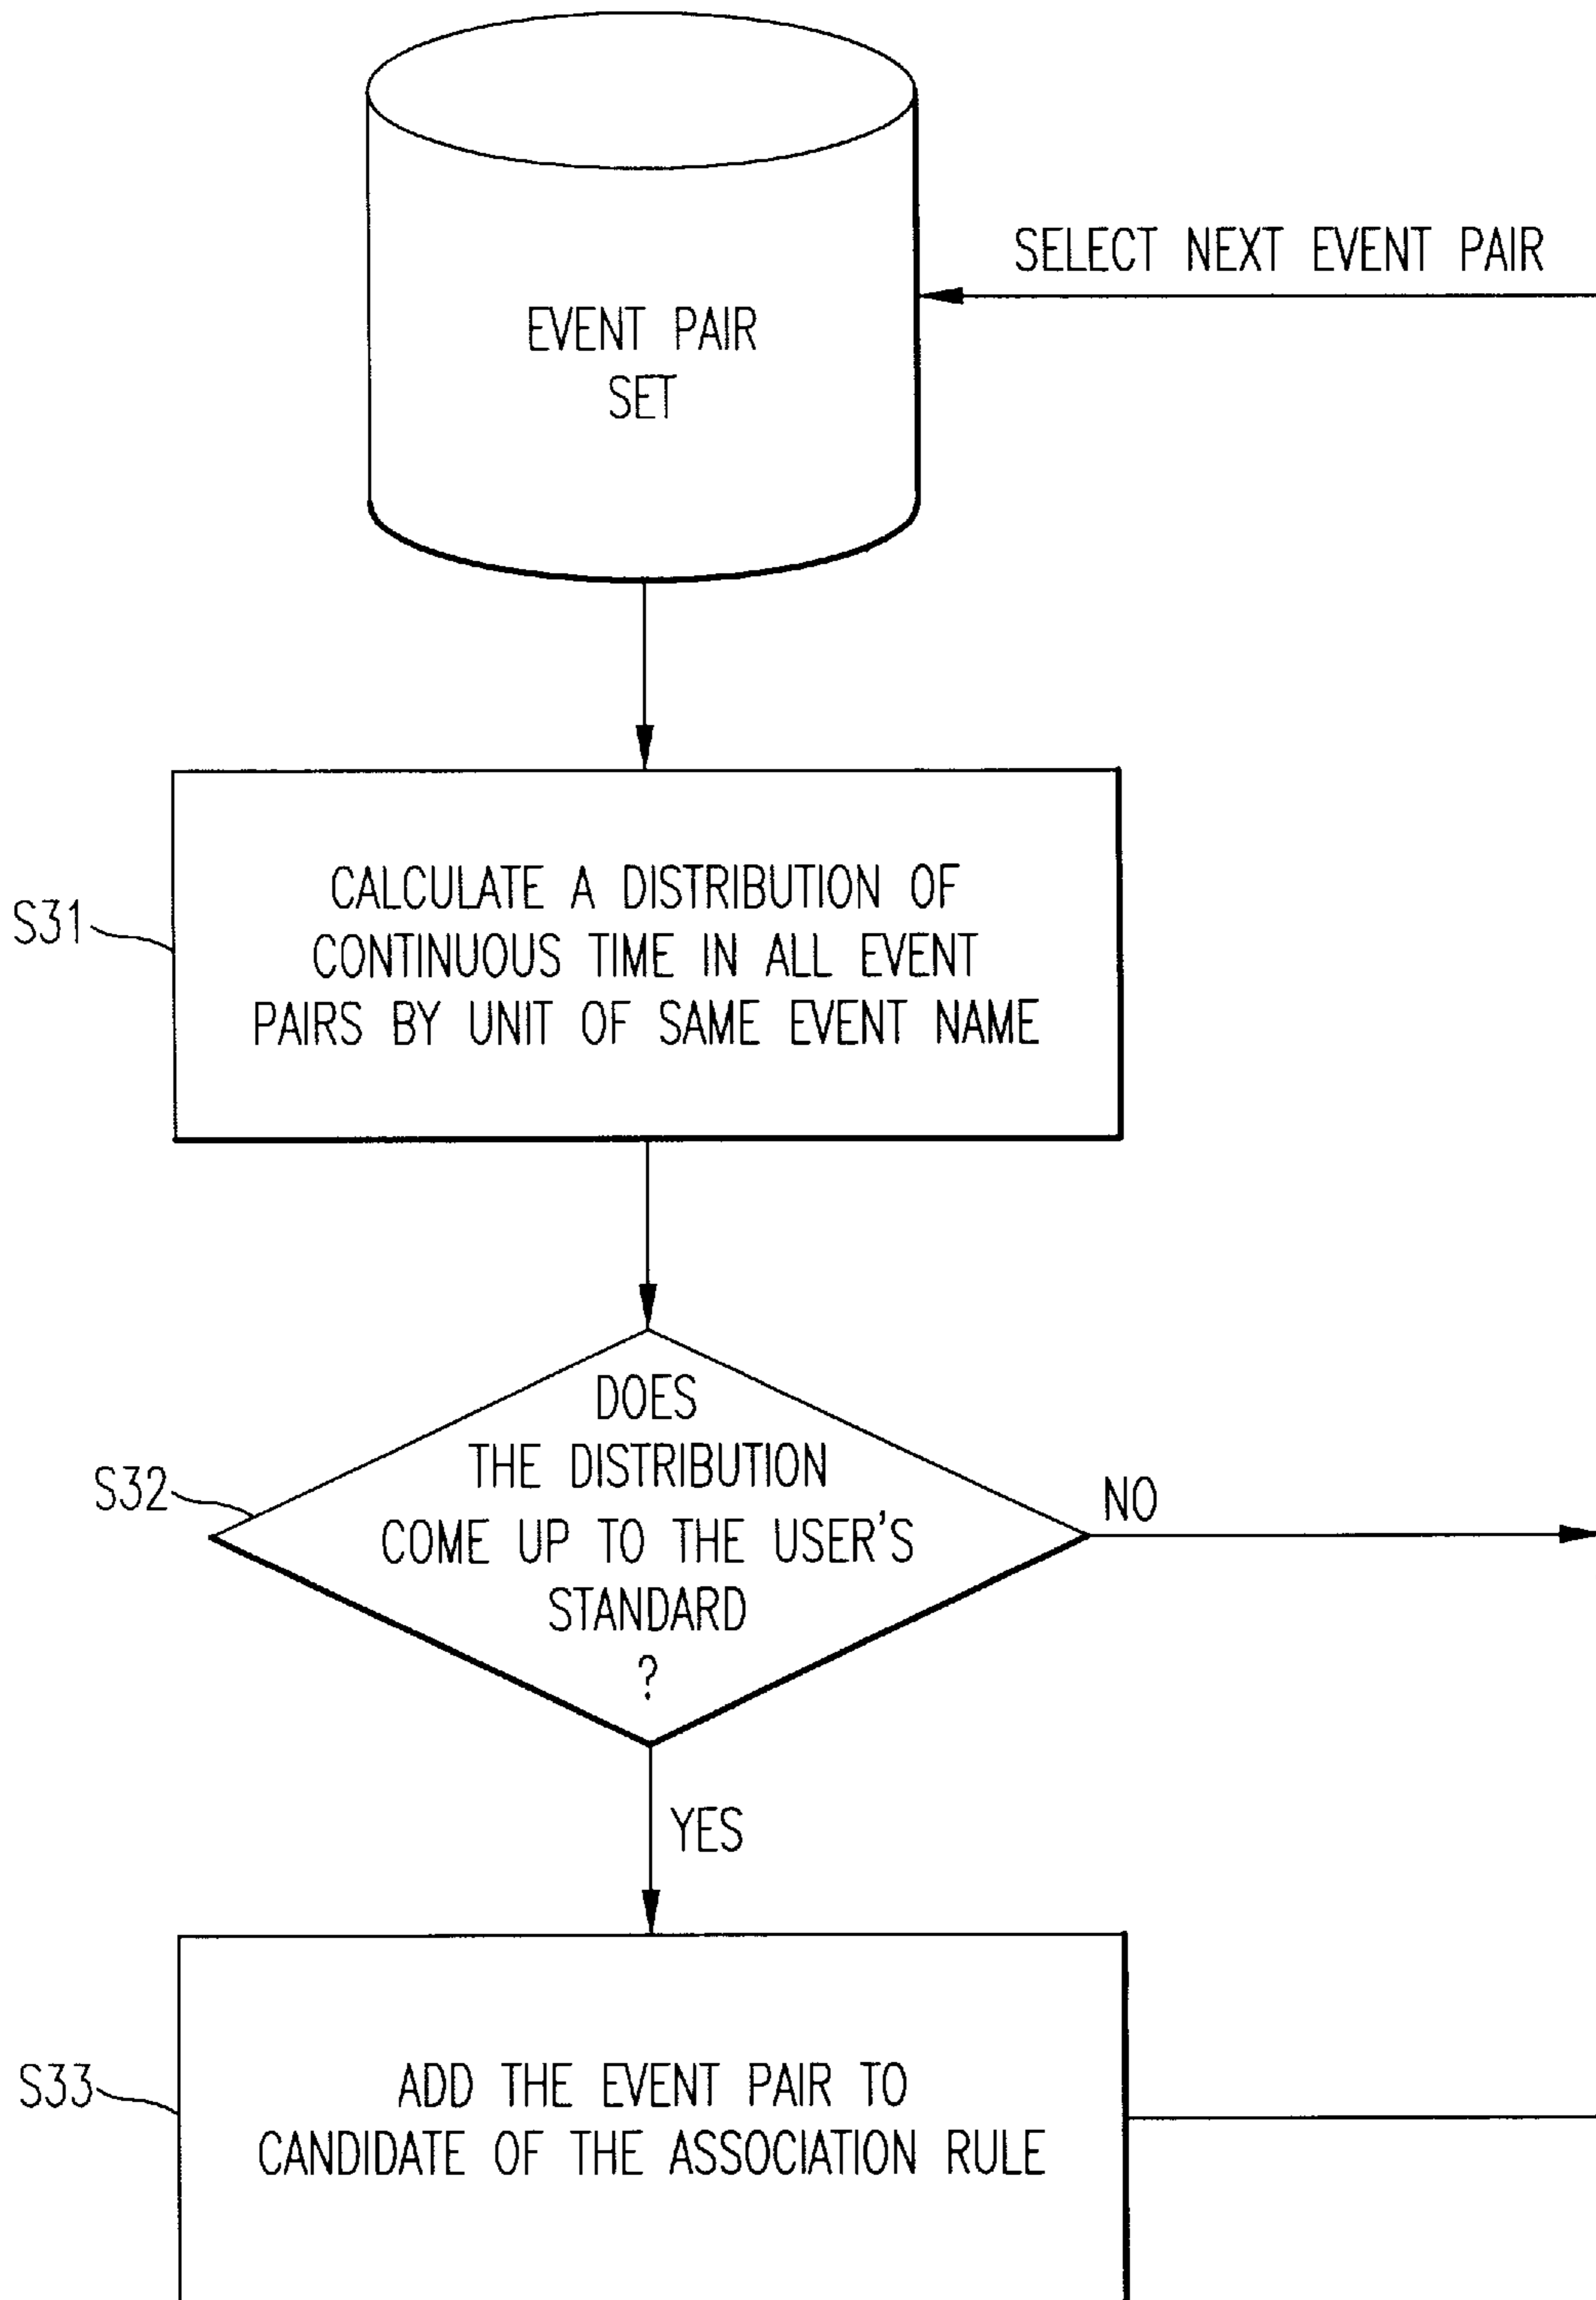 SELECT NEXT EVENT PAIR
EVENT PAIR
SET
S31
CALCULATE A DISTRIBUTION OF
CONTINUOUS TIME IN ALL EVENT
PAIRS BY UNIT OF SAME EVENT NAME
S32
DOES
THE DISTRIBUTION
COME UP TO THE USER'S
STANDARD
?
NO
YES
S33
ADD THE EVENT PAIR TO
CANDIDATE OF THE ASSOCIATION RULE